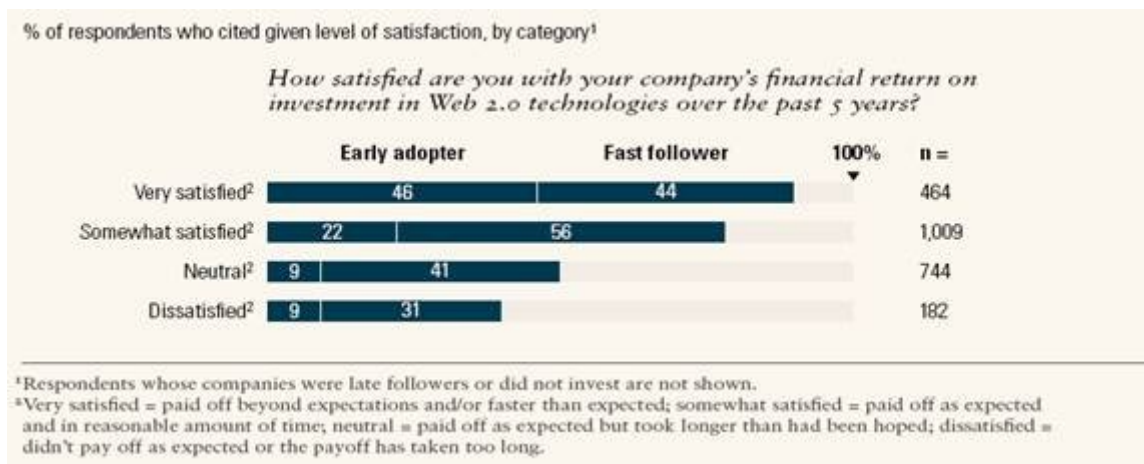 % of respondents who cited given level of satisfaction, by category¹
How satisfied are you with your company's financial return on
investment in Web 2.0 technologies over the past 5 years?
Early adopter Fast follower 100% n =
Very satisfied² 46 44 464
Somewhat satisfied² 22 56 1,009
Neutral² 9 41 744
Dissatisfied² 9 31 182
¹Respondents whose companies were late followers or did not invest are not shown.
²Very satisfied = paid off beyond expectations and/or faster than expected; somewhat satisfied = paid off as expected
and in reasonable amount of time; neutral = paid off as expected but took longer than had been hoped; dissatisfied =
didn't pay off as expected or the payoff has taken too long.